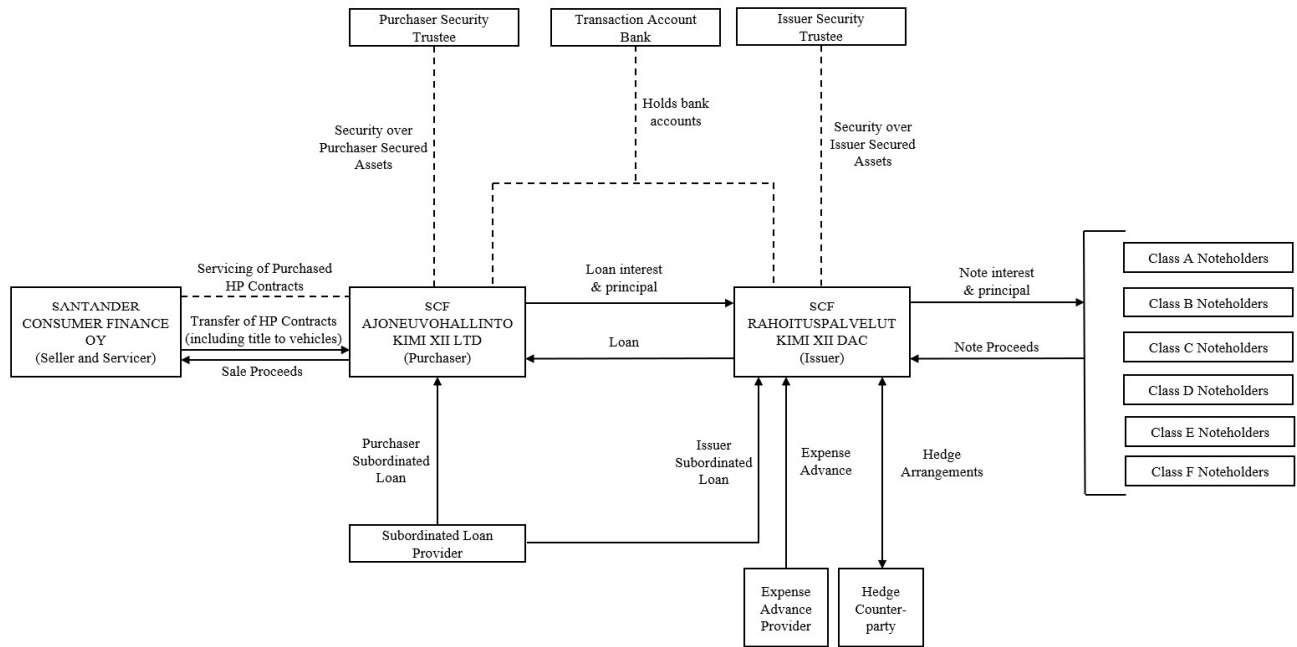 Purchaser Security
Trustee
Transaction Account
Bank
Issuer Security
Trustee
Holds bank
accounts
Security over
Purchaser Secured
Assets
Security over
Issuer Secured
Assets
Servicing of Purchased
HP Contracts
Loan interest
& principal
Note interest
& principal
SANTANDER
CONSUMER FINANCE
OY
(Seller and Servicer)
Transfer of HP Contracts
(including title to vehicles)
Sale Proceeds
SCF
AJONEUVOHALLINTO
KIMI XII LTD
(Purchaser)
Loan
SCF
RAHOITUSPALVELUT
KIMI XII DAC
(Issuer)
Note Proceeds
Class A Noteholders
Class B Noteholders
Class C Noteholders
Class D Noteholders
Class E Noteholders
Class F Noteholders
Purchaser
Subordinated
Loan
Issuer
Subordinated
Loan
Expense
Advance
Hedge
Arrangements
Subordinated Loan
Provider
Expense
Advance
Provider
Hedge
Counter-
party